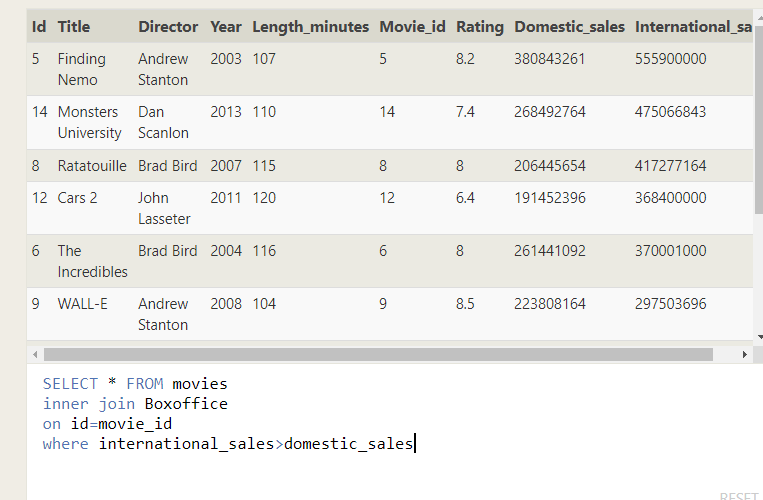 Id Title Director Year Length_minutes Movie_id Rating Domestic_sales International_sa
5 Finding Andrew 2003 107 5 8.2 380843261 555900000
Nemo Stanton
14 Monsters Dan 2013 110 14 7.4 268492764 475066843
University Scanlon
8 Ratatouille Brad Bird 2007 115 8 8 206445654 417277164
12 Cars 2 John 2011 120 12 6.4 191452396 368400000
Lasseter
6 The Brad Bird 2004 116 6 8 261441092 370001000
Incredibles
9 WALL-E Andrew 2008 104 9 8.5 223808164 297503696
Stanton
SELECT * FROM movies
inner join Boxoffice
on id=movie_id
where international_sales>domestic_sales
RESET